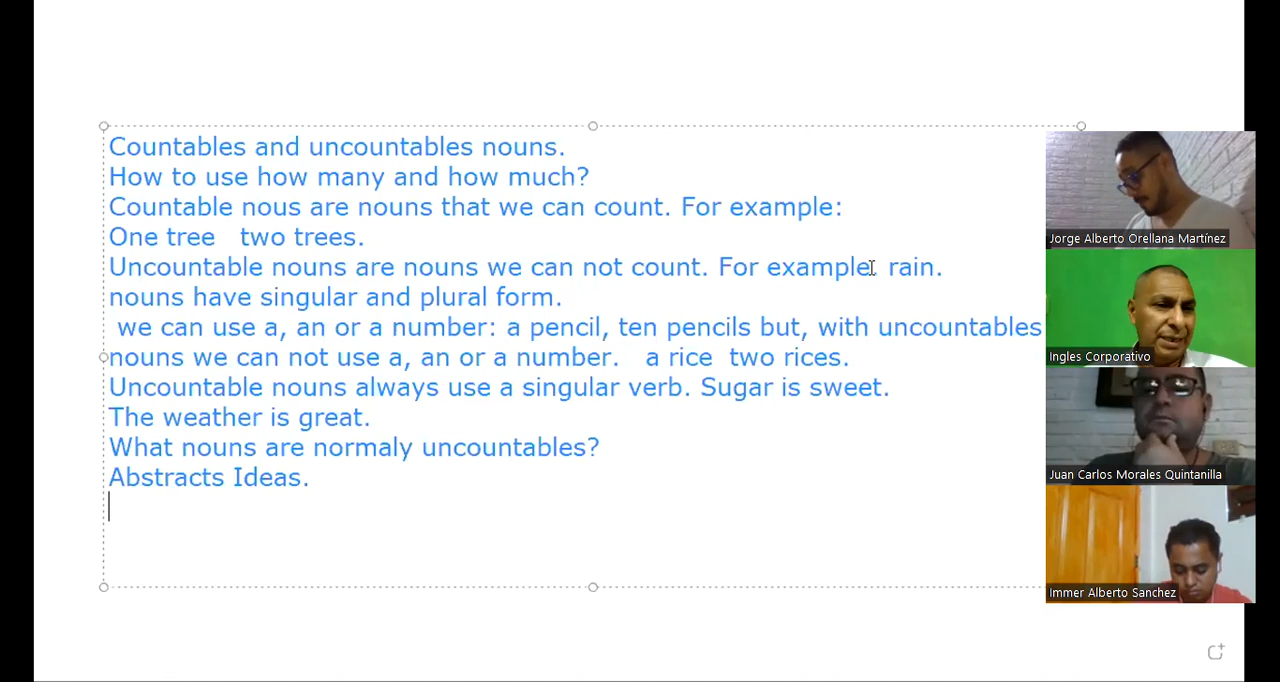 Countables and uncountables nouns.
How to use how many and how much?
Countable nous are nouns that we can count. For example:
One tree two trees.
Uncountable nouns are nouns we can not count. For example: rain.
nouns have singular and plural form.
we can use a, an or a number: a pencil, ten pencils but, with uncountables
nouns we can not use a, an or a number. a rice two rices.
Uncountable nouns always use a singular verb. Sugar is sweet.
The weather is great.
What nouns are normaly uncountables?
Abstracts Ideas.
Jorge Alberto Orellana Martínez
Ingles Corporativo
Juan Carlos Morales Quintanilla
Immer Alberto Sanchez